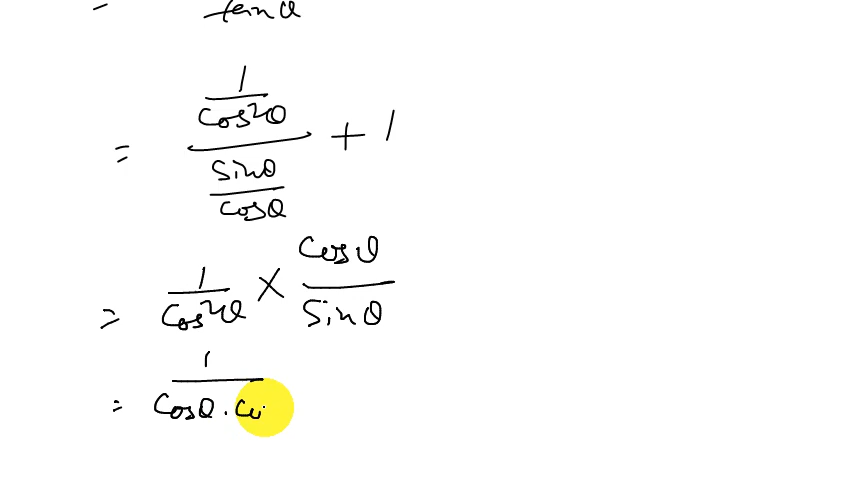 = tanθ
= 1/cos²θ / sinθ/cosθ + 1
= 1/cos²θ × cosθ/sinθ
= 1/cosθ .